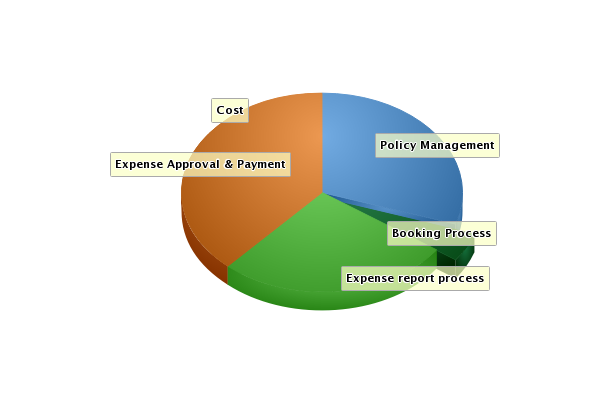 Cost
Policy Management
Expense Approval & Payment
Booking Process
Expense report process